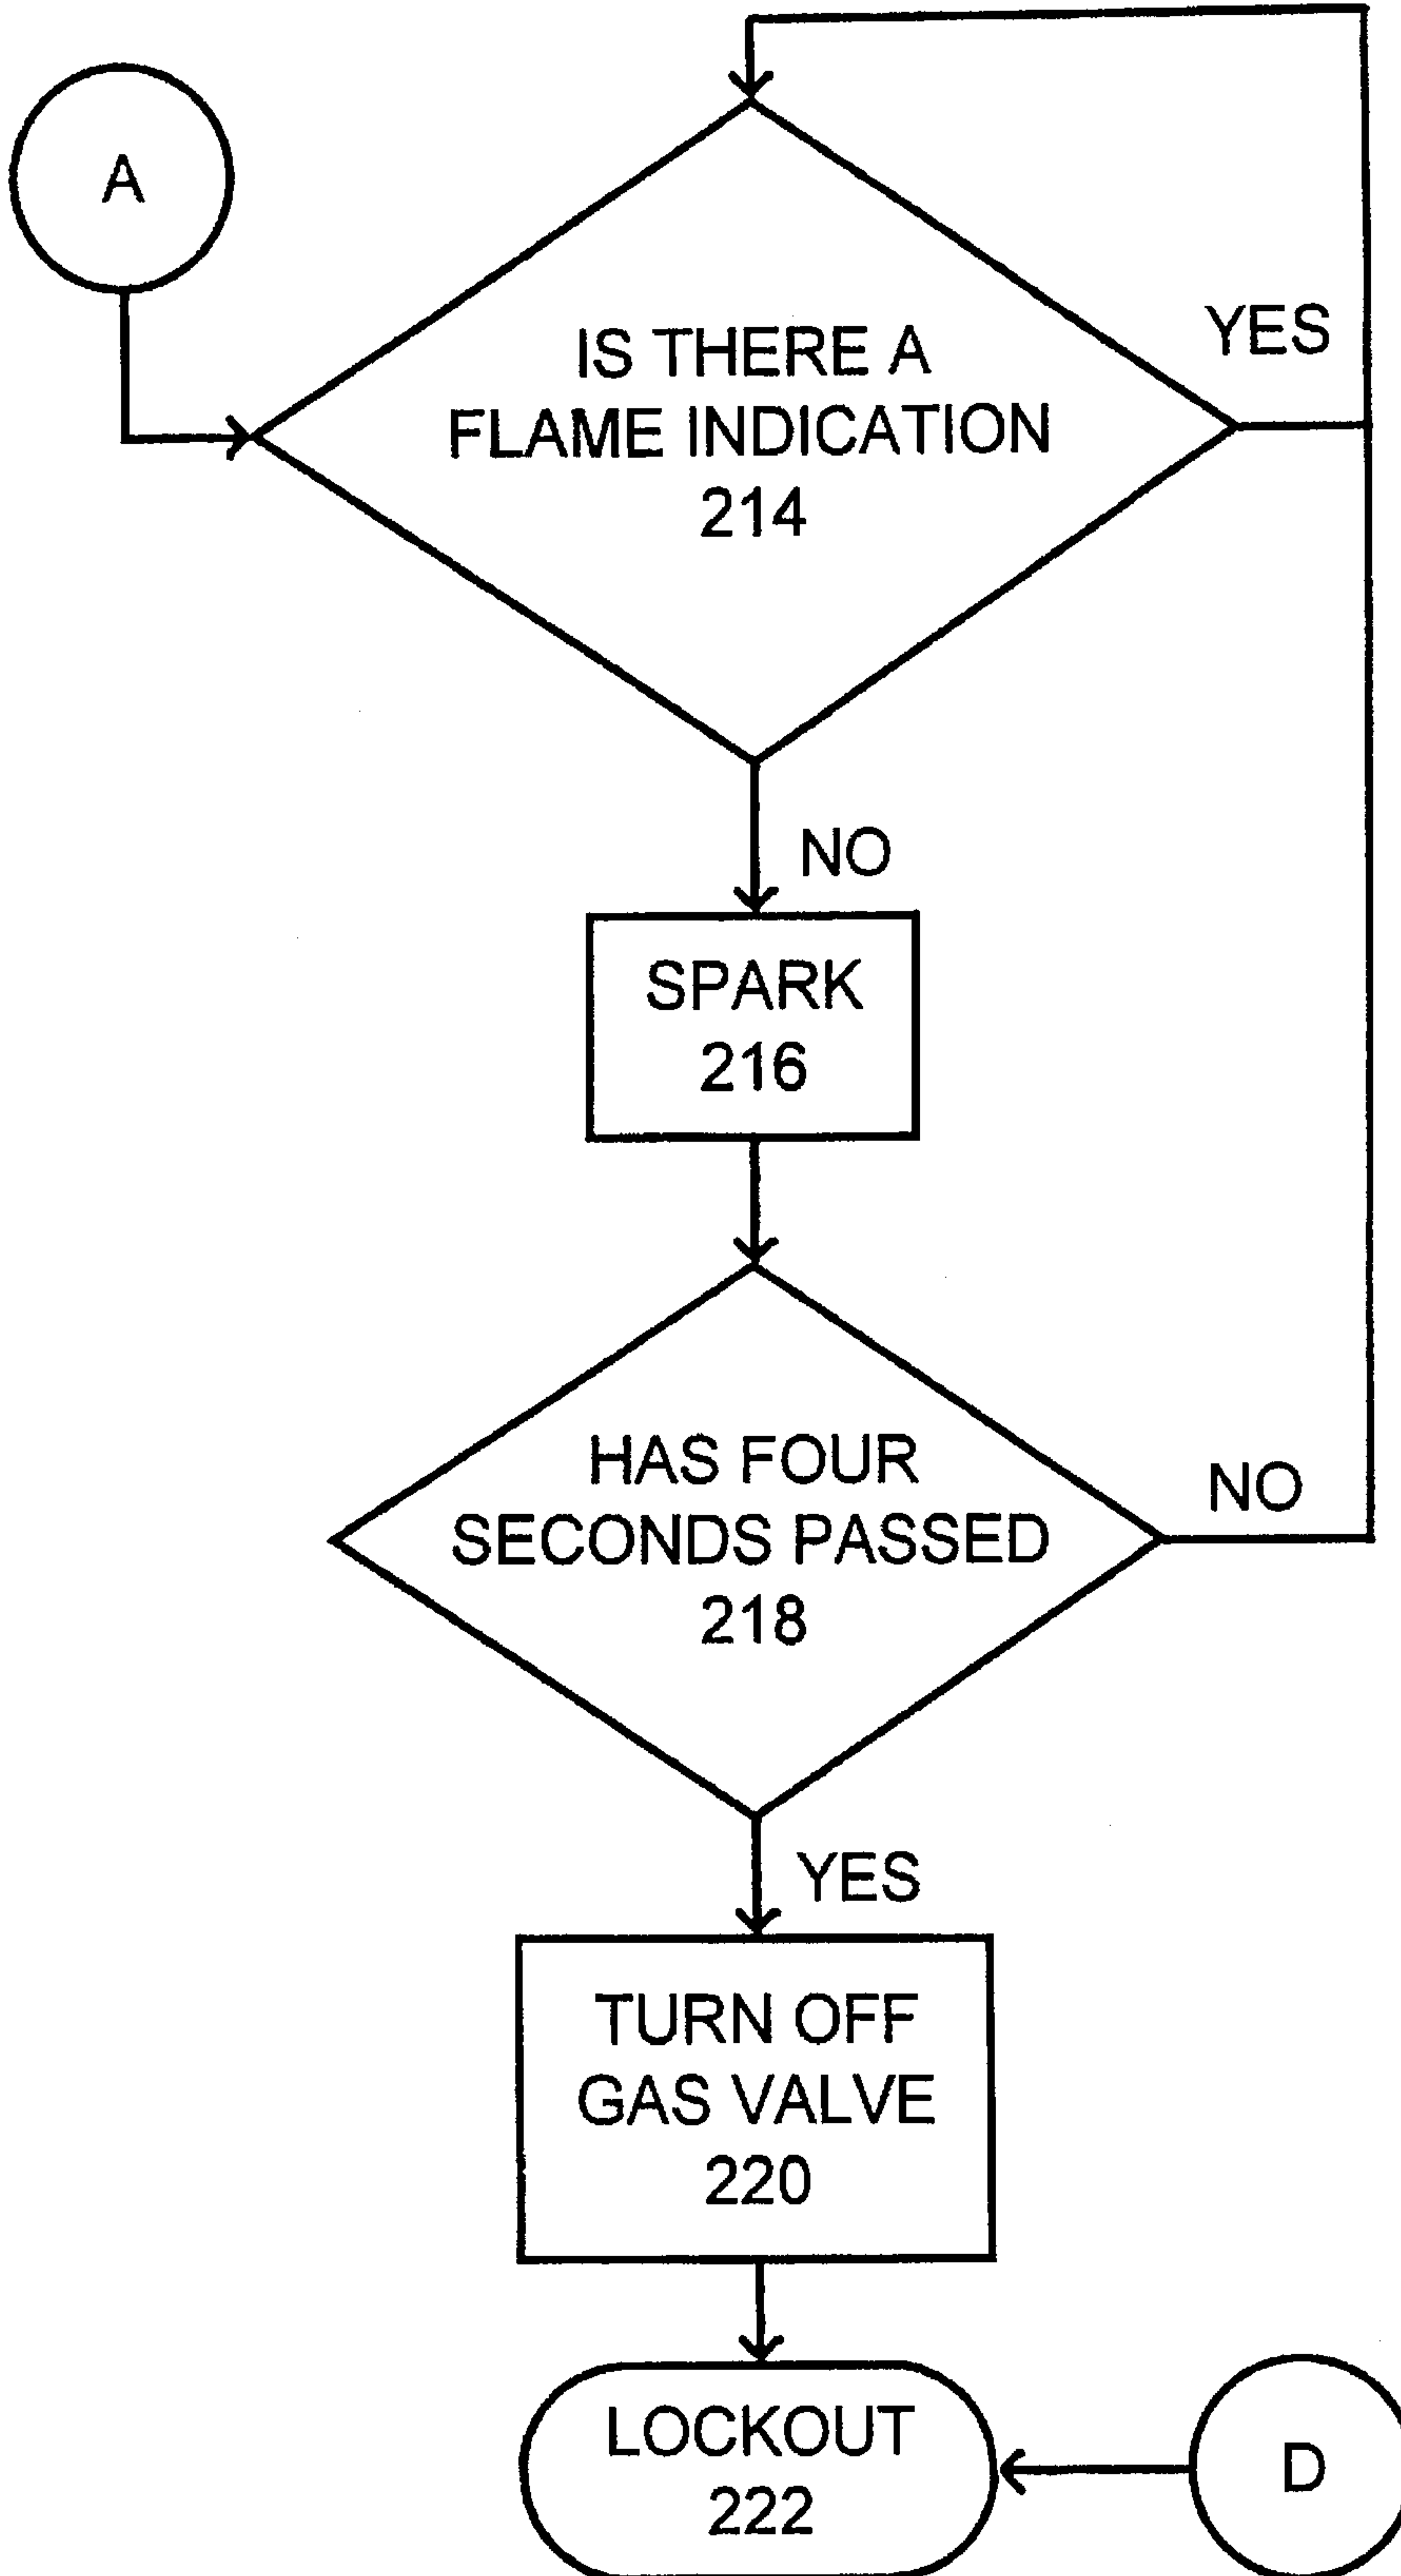 A
IS THERE A
FLAME INDICATION
214
YES
NO
SPARK
216
HAS FOUR
SECONDS PASSED
218
NO
YES
TURN OFF
GAS VALVE
220
LOCKOUT
222
D